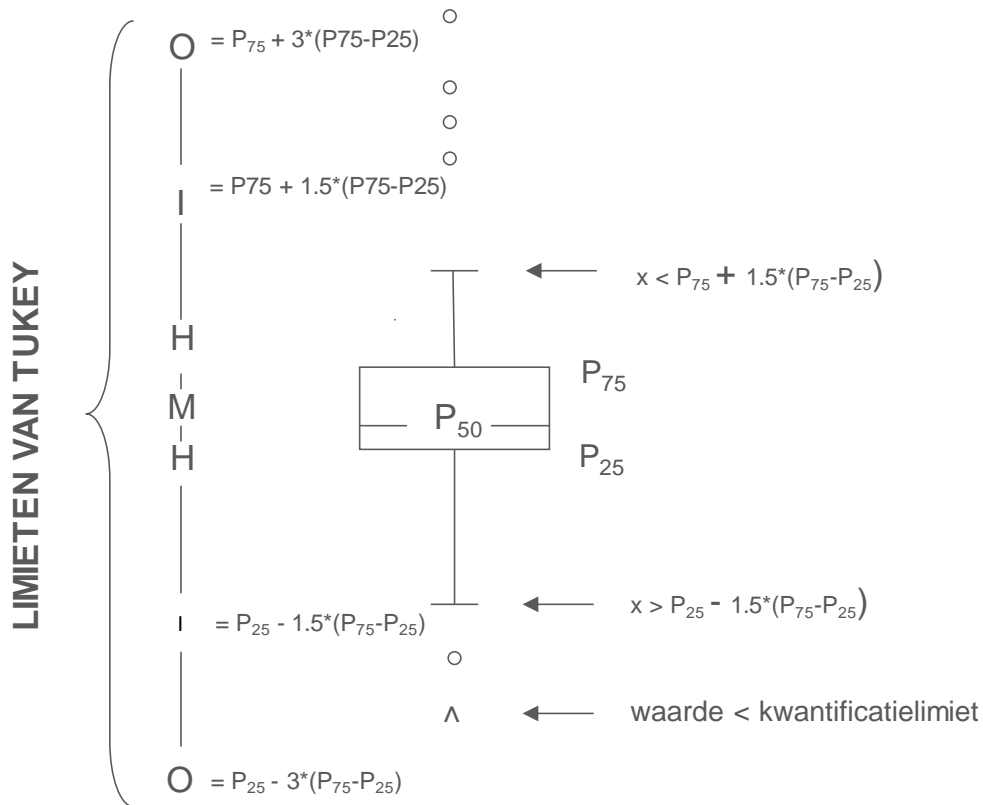 LIMIETEN VAN TUKEY
O = P75 + 3*(P75-P25)
I = P75 + 1.5*(P75-P25)
x < P75 + 1.5*(P75-P25)
H
P75
M
P50
H
P25
x > P25 - 1.5*(P75-P25)
I = P25 - 1.5*(P75-P25)
^ waarde < kwantificatielimiet
O = P25 - 3*(P75-P25)